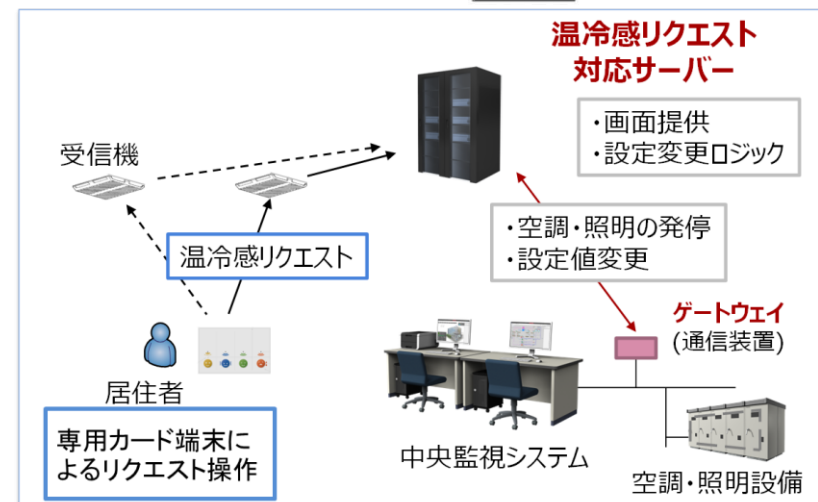 温冷感リクエスト
対応サーバー
・画面提供
・設定変更ロジック
受信機
温冷感リクエスト
・空調・照明の発停
・設定値変更
ゲートウェイ
(通信装置)
居住者
専用カード端末に
よるリクエスト操作
中央監視システム
空調・照明設備